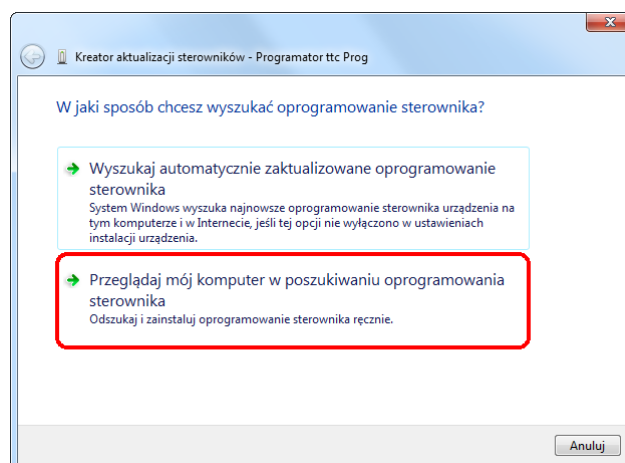 Kreator aktualizacji sterowników - Programator ttc Prog
W jaki sposób chcesz wyszukać oprogramowanie sterownika?
Wyszukaj automatycznie zaktualizowane oprogramowanie
sterownika
System Windows wyszuka najnowsze oprogramowanie sterownika urządzenia na
tym komputerze i w Internecie, jeśli tej opcji nie wyłączono w ustawieniach
instalacji urządzenia.
Przeglądaj mój komputer w poszukiwaniu oprogramowania
sterownika
Odszukaj i zainstaluj oprogramowanie sterownika ręcznie.
Anuluj